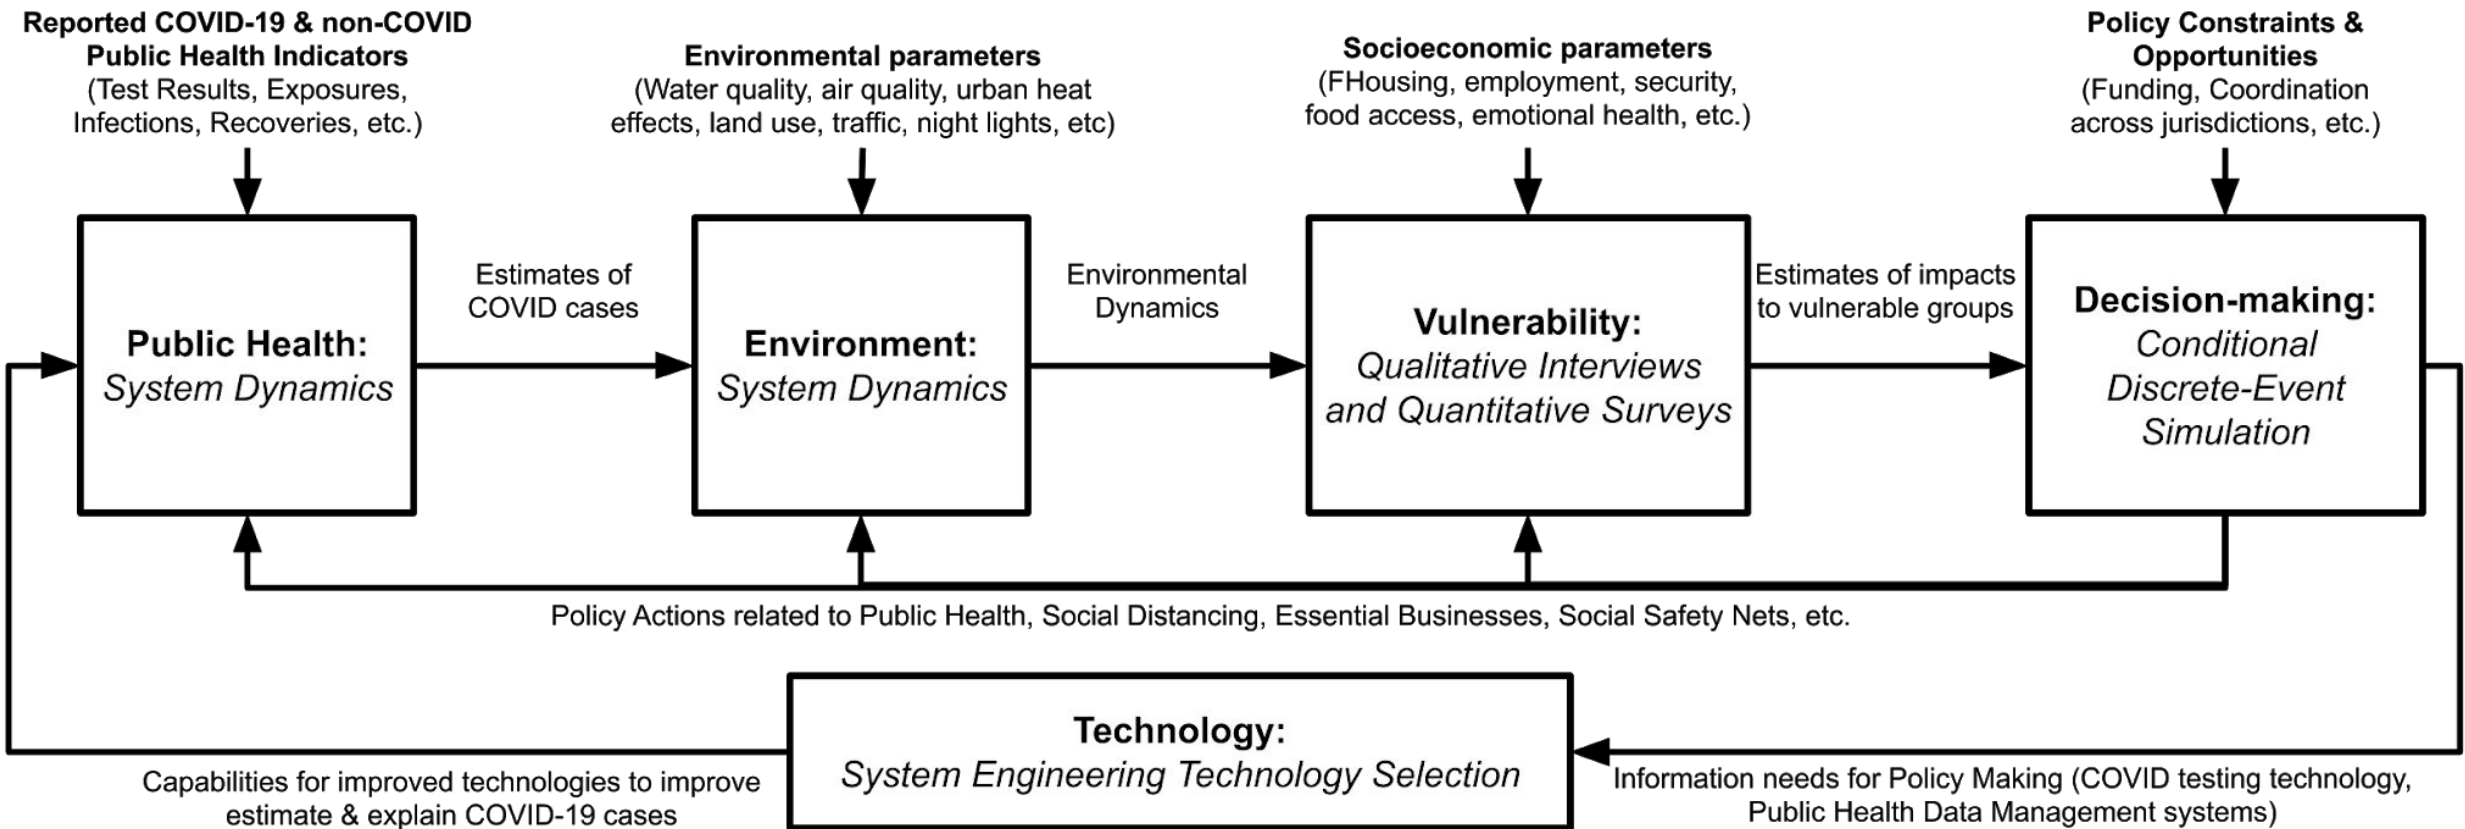 Reported COVID-19 & non-COVID
Public Health Indicators
(Test Results, Exposures,
Infections, Recoveries, etc.)
Environmental parameters
(Water quality, air quality, urban heat
effects, land use, traffic, night lights, etc)
Socioeconomic parameters
(FHousing, employment, security,
food access, emotional health, etc.)
Policy Constraints &
Opportunities
(Funding, Coordination
across jurisdictions, etc.)
Public Health:
System Dynamics
Estimates of
COVID cases
Environment:
System Dynamics
Environmental
Dynamics
Vulnerability:
Qualitative Interviews
and Quantitative Surveys
Estimates of impacts
to vulnerable groups
Decision-making:
Conditional
Discrete-Event
Simulation
Policy Actions related to Public Health, Social Distancing, Essential Businesses, Social Safety Nets, etc.
Technology:
System Engineering Technology Selection
Capabilities for improved technologies to improve
estimate & explain COVID-19 cases
Information needs for Policy Making (COVID testing technology,
Public Health Data Management systems)